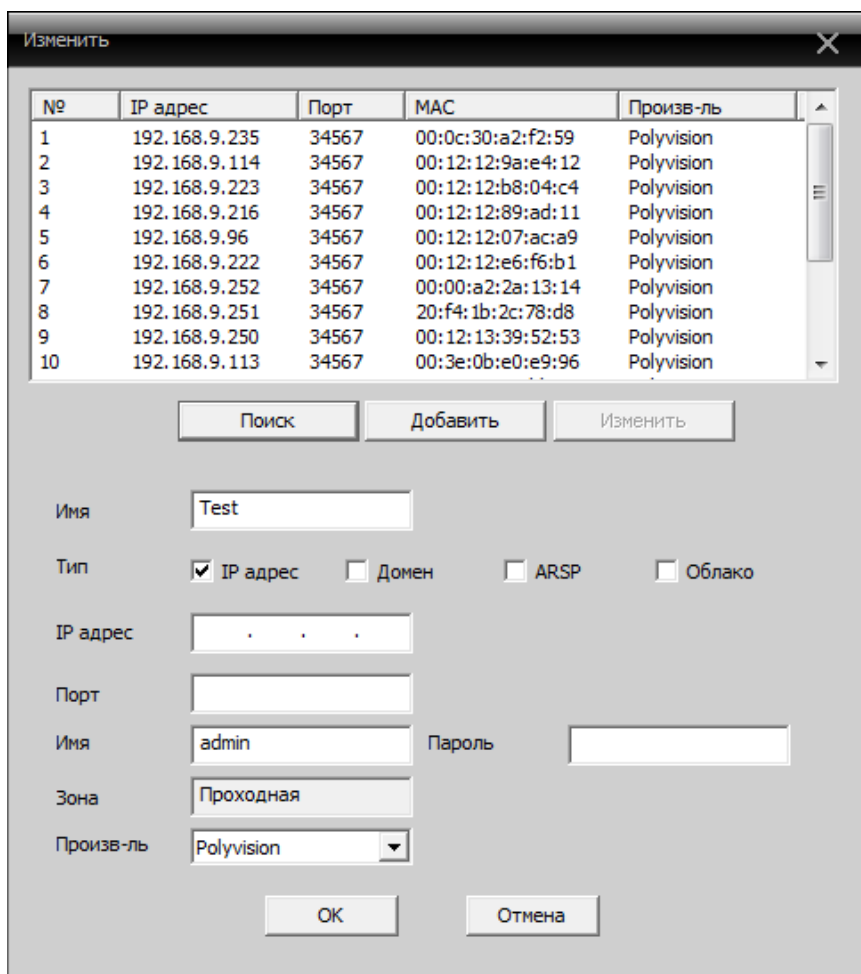 Изменить
№ IP адрес Порт MAC Произв-ль
1 192.168.9.235 34567 00:0c:30:a2:f2:59 Polyvision
2 192.168.9.114 34567 00:12:12:9a:e4:12 Polyvision
3 192.168.9.223 34567 00:12:12:b8:04:c4 Polyvision
4 192.168.9.216 34567 00:12:12:89:ad:11 Polyvision
5 192.168.9.96 34567 00:12:12:07:ac:a9 Polyvision
6 192.168.9.222 34567 00:12:12:e6:f6:b1 Polyvision
7 192.168.9.252 34567 00:00:a2:2a:13:14 Polyvision
8 192.168.9.251 34567 20:f4:1b:2c:78:d8 Polyvision
9 192.168.9.250 34567 00:12:13:39:52:53 Polyvision
10 192.168.9.113 34567 00:3e:0b:e0:e9:96 Polyvision
Поиск Добавить Изменить
Имя Test
Тип IP адрес Домен ARSP Облако
IP адрес . . .
Порт
Имя admin Пароль
Зона Проходная
Произв-ль Polyvision
OK Отмена